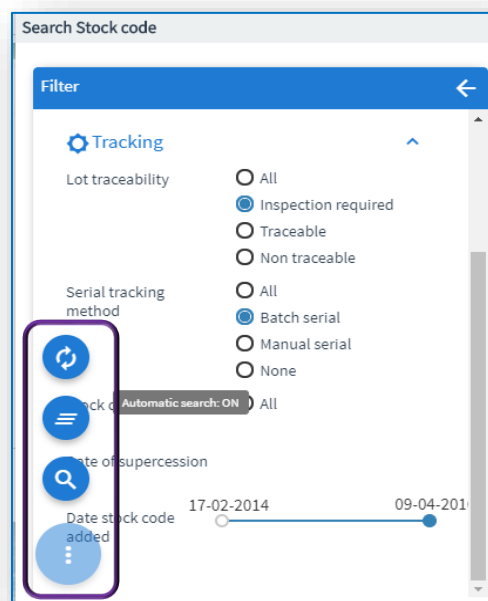 Search Stock code
Filter
Tracking
Lot traceability
All
Inspection required
Traceable
Non traceable
Serial tracking
method
All
Batch serial
Manual serial
None
Automatic search: ON
All
of supercession
17-02-2014
09-04-201
Date stock code
added